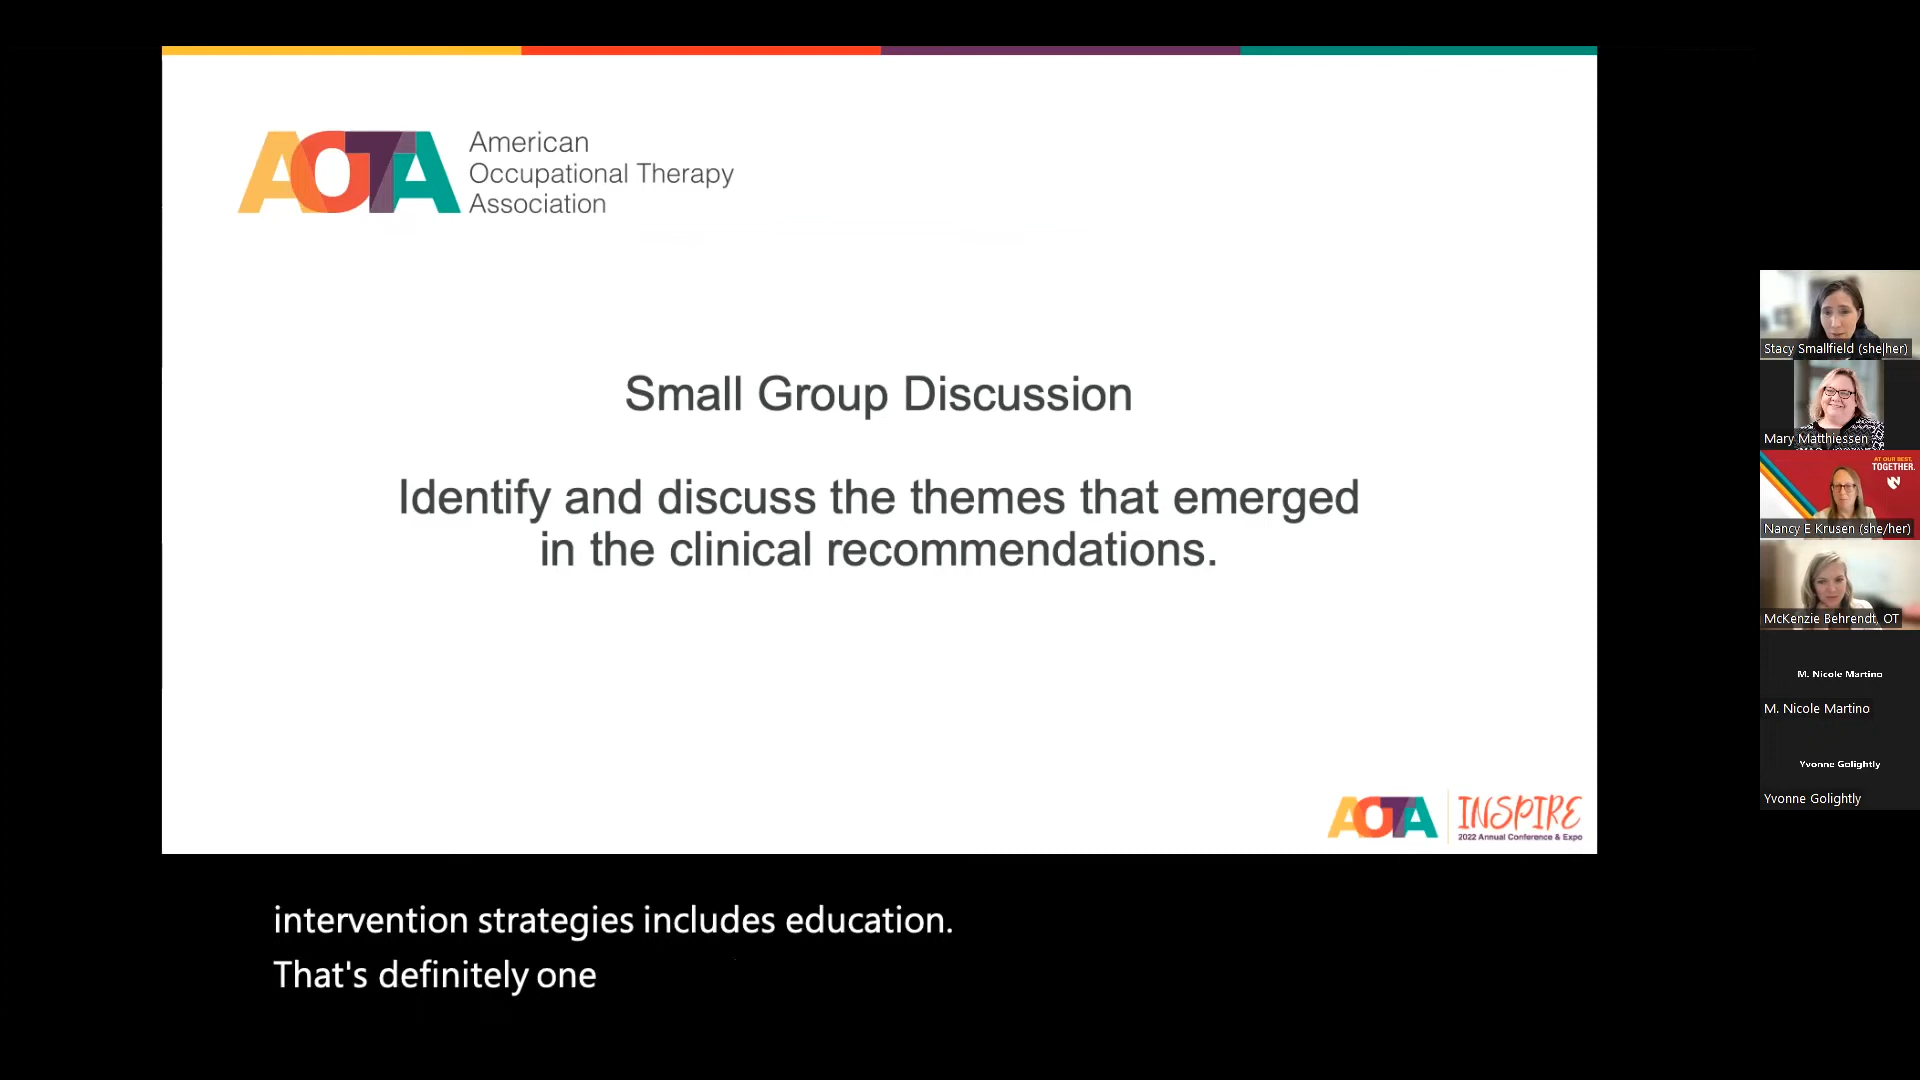 AOTA
American
Occupational Therapy
Association
Small Group Discussion
Identify and discuss the themes that emerged
in the clinical recommendations.
AOTA
INSPIRE
2022 Annual Conference & Expo
intervention strategies includes education.
That's definitely one
Stacy Smallfield (she|her)
Mary Matthiessen
AT OUR BEST,
TOGETHER.
Nancy E Krusen (she/her)
McKenzie Behrendt, OT
M. Nicole Martino
M. Nicole Martino
Yvonne Golightly
Yvonne Golightly